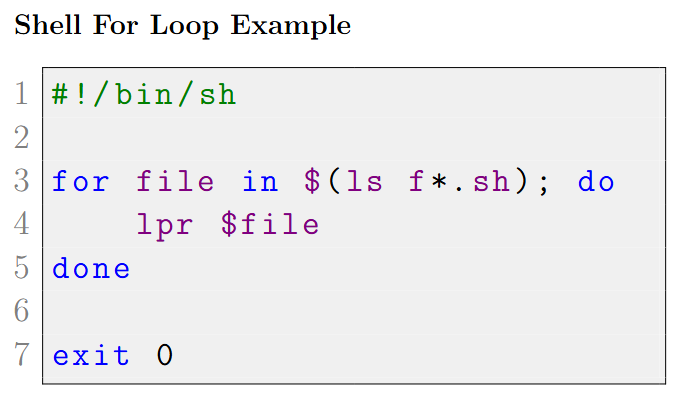 Shell For Loop Example
1 #!/bin/sh
2
3 for file in $(ls f*.sh); do
4     lpr $file
5 done
6
7 exit 0